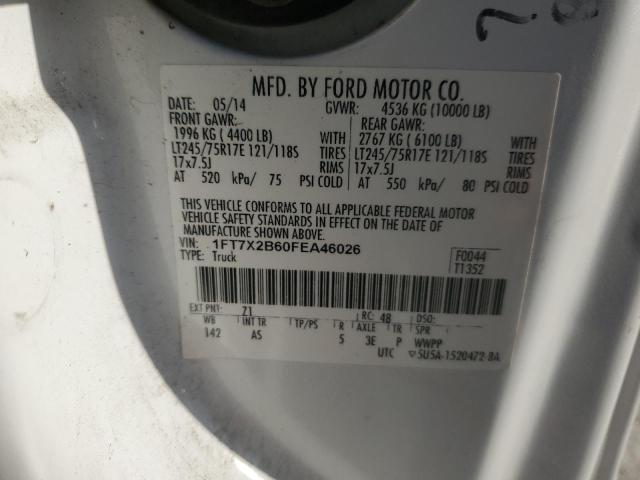 7
MFD. BY FORD MOTOR CO.
DATE: 05/14 GVWR: 4536 KG (10000 LB)
FRONT GAWR: REAR GAWR:
1996 KG ( 4400 LB) WITH 2767 KG ( 6100 LB) WITH
LT245/75R17E 121/118S TIRES LT245/75R17E 121/118S TIRES
17x7.5J RIMS 17x7.5J RIMS
AT 520 kPa/ 75 PSI COLD AT 550 kPa/ 80 PSI COLD
THIS VEHICLE CONFORMS TO ALL APPLICABLE FEDERAL MOTOR
VEHICLE SAFETY STANDARDS IN EFFECT ON THE DATE OF
MANUFACTURE SHOWN ABOVE.
VIN: 1FT7X2B60FEA46026 F0044
TYPE: Truck T1352
EXT PNT: Z1 RC: 48 DSO:
WB INT TR TP/PS R AXLE TR SPR
142 AS 5 3E P WWPP
UTC ▽5U5A-1520472-BA